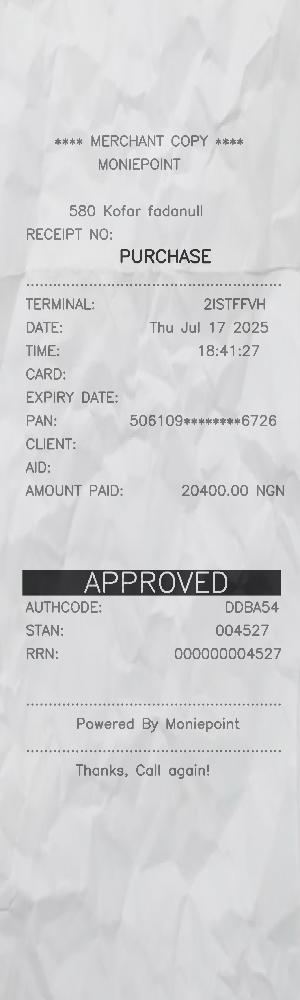 **** MERCHANT COPY ****
MONIEPOINT
580 Kofar fadanull
RECEIPT NO:
PURCHASE
TERMINAL: 2ISTFFVH
DATE: Thu Jul 17 2025
TIME: 18:41:27
CARD:
EXPIRY DATE:
PAN: 506109********6726
CLIENT:
AID:
AMOUNT PAID: 20400.00 NGN
APPROVED
AUTHCODE: DDBA54
STAN: 004527
RRN: 000000004527
Powered By Moniepoint
Thanks, Call again!